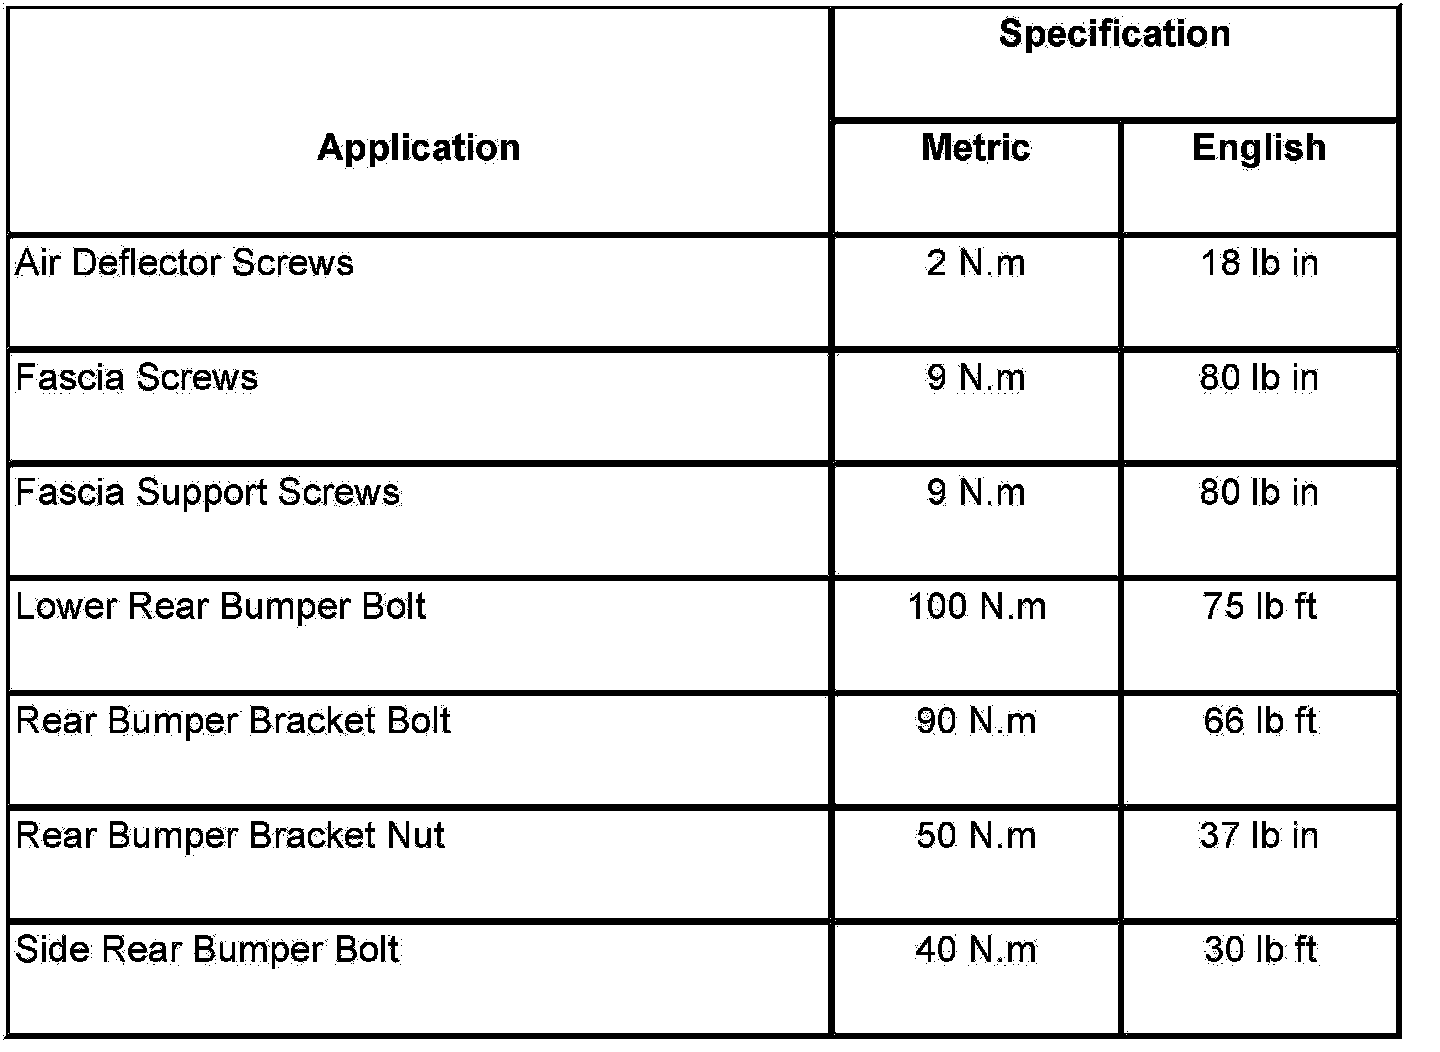 Specification
Application
Metric
English
Air Deflector Screws
2 N.m
18 lb in
Fascia Screws
9 N.m
80 lb in
Fascia Support Screws
9 N.m
80 lb in
Lower Rear Bumper Bolt
100 N.m
75 lb ft
Rear Bumper Bracket Bolt
90 N.m
66 lb ft
Rear Bumper Bracket Nut
50 N.m
37 lb in
Side Rear Bumper Bolt
40 N.m
30 lb ft